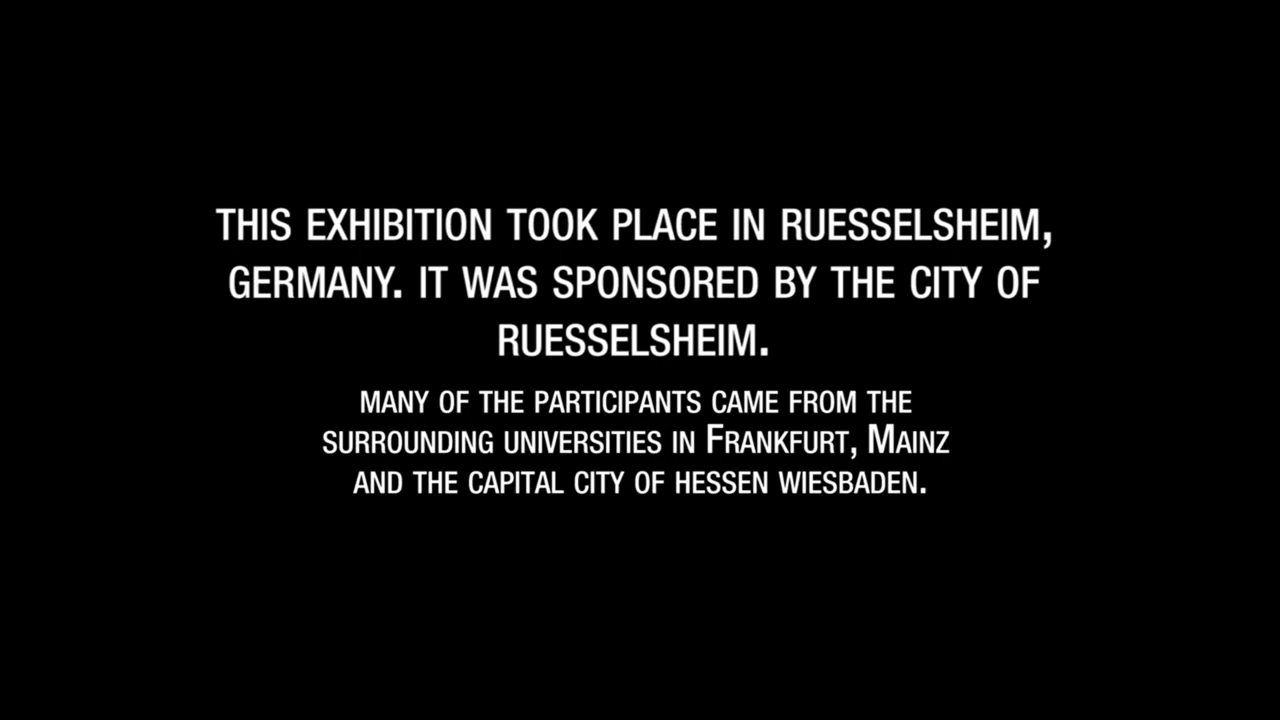 THIS EXHIBITION TOOK PLACE IN RUESSELSHEIM,
GERMANY. IT WAS SPONSORED BY THE CITY OF
RUESSELSHEIM.
MANY OF THE PARTICIPANTS CAME FROM THE
SURROUNDING UNIVERSITIES IN FRANKFURT, MAINZ
AND THE CAPITAL CITY OF HESSEN WIESBADEN.